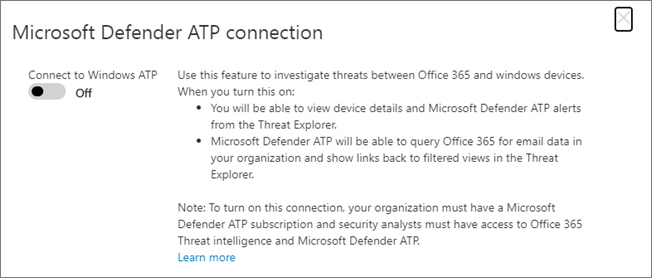 Microsoft Defender ATP connection
Connect to Windows ATP
Off
Use this feature to investigate threats between Office 365 and windows devices.
When you turn this on:
• You will be able to view device details and Microsoft Defender ATP alerts
from the Threat Explorer.
• Microsoft Defender ATP will be able to query Office 365 for email data in
your organization and show links back to filtered views in the Threat
Explorer.
Note: To turn on this connection, your organization must have a Microsoft
Defender ATP subscription and security analysts must have access to Office 365
Threat intelligence and Microsoft Defender ATP.
Learn more